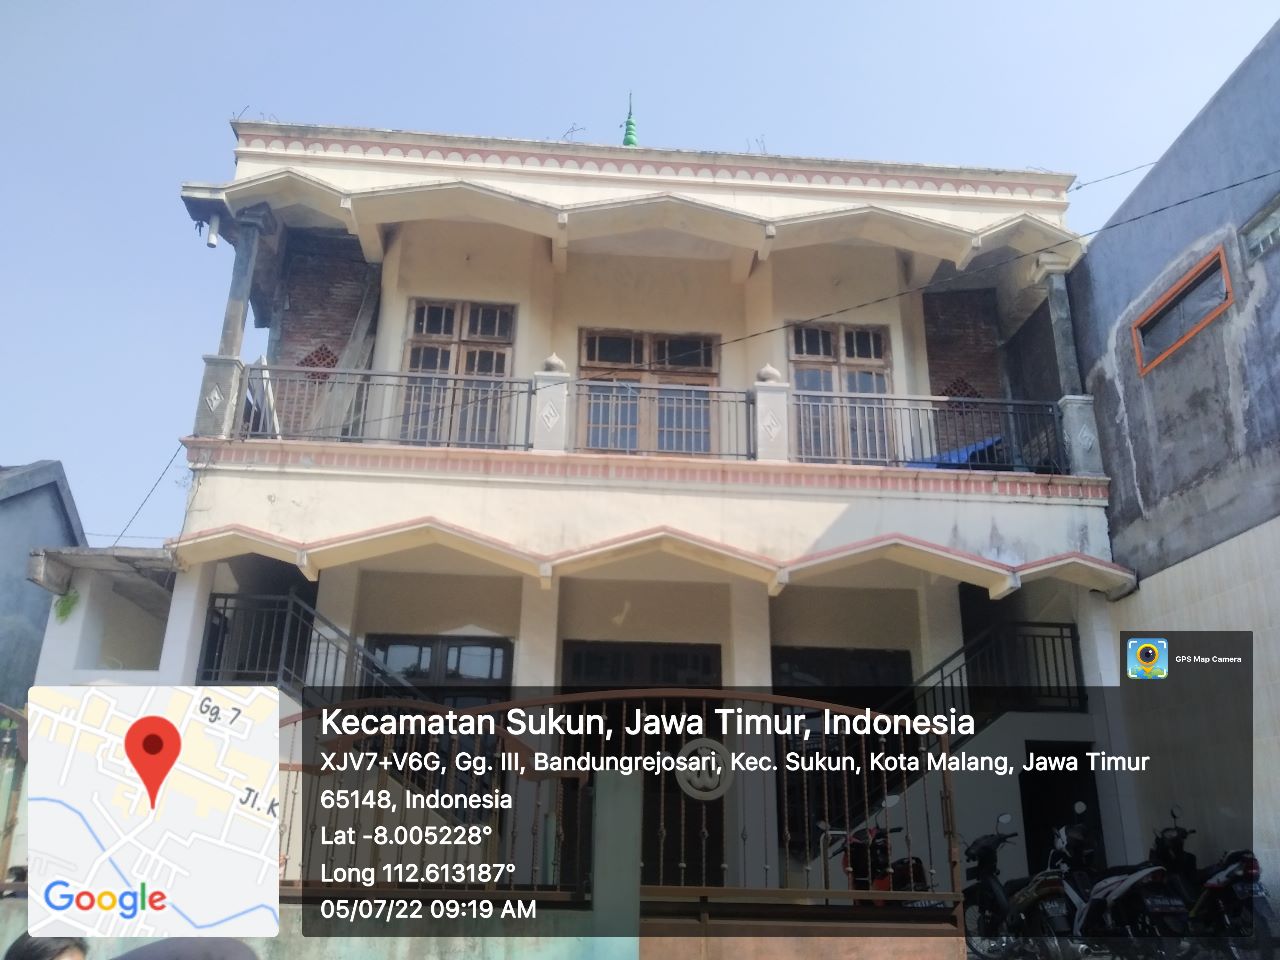 GPS Map Camera
Gg. 7
Jl. K
Google
Kecamatan Sukun, Jawa Timur, Indonesia
XJV7+V6G, Gg. III, Bandungrejosari, Kec. Sukun, Kota Malang, Jawa Timur
65148, Indonesia
Lat -8.005228°
Long 112.613187°
05/07/22 09:19 AM